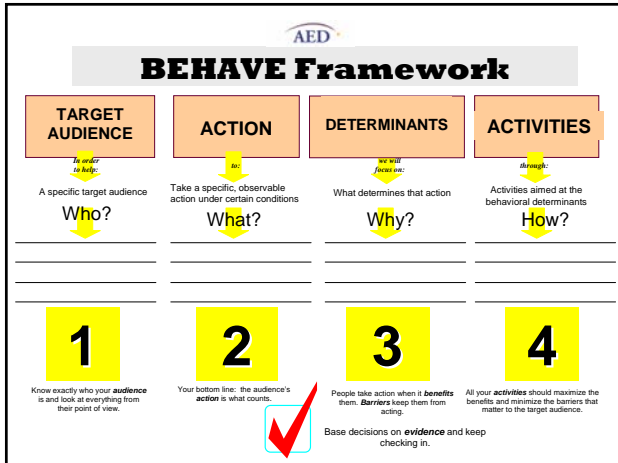 AED
BEHAVE Framework
TARGET
AUDIENCE
In order
to help:
A specific target audience
Who?
ACTION
to:
Take a specific, observable
action under certain conditions
What?
DETERMINANTS
we will
focus on:
What determines that action
Why?
ACTIVITIES
through:
Activities aimed at the
behavioral determinants
How?
1
Know exactly who your audience
is and look at everything from
their point of view.
2
Your bottom line: the audience's
action is what counts.
3
People take action when it benefits
them. Barriers keep them from
acting.
4
All your activities should maximize the
benefits and minimize the barriers that
matter to the target audience.
Base decisions on evidence and keep
checking in.